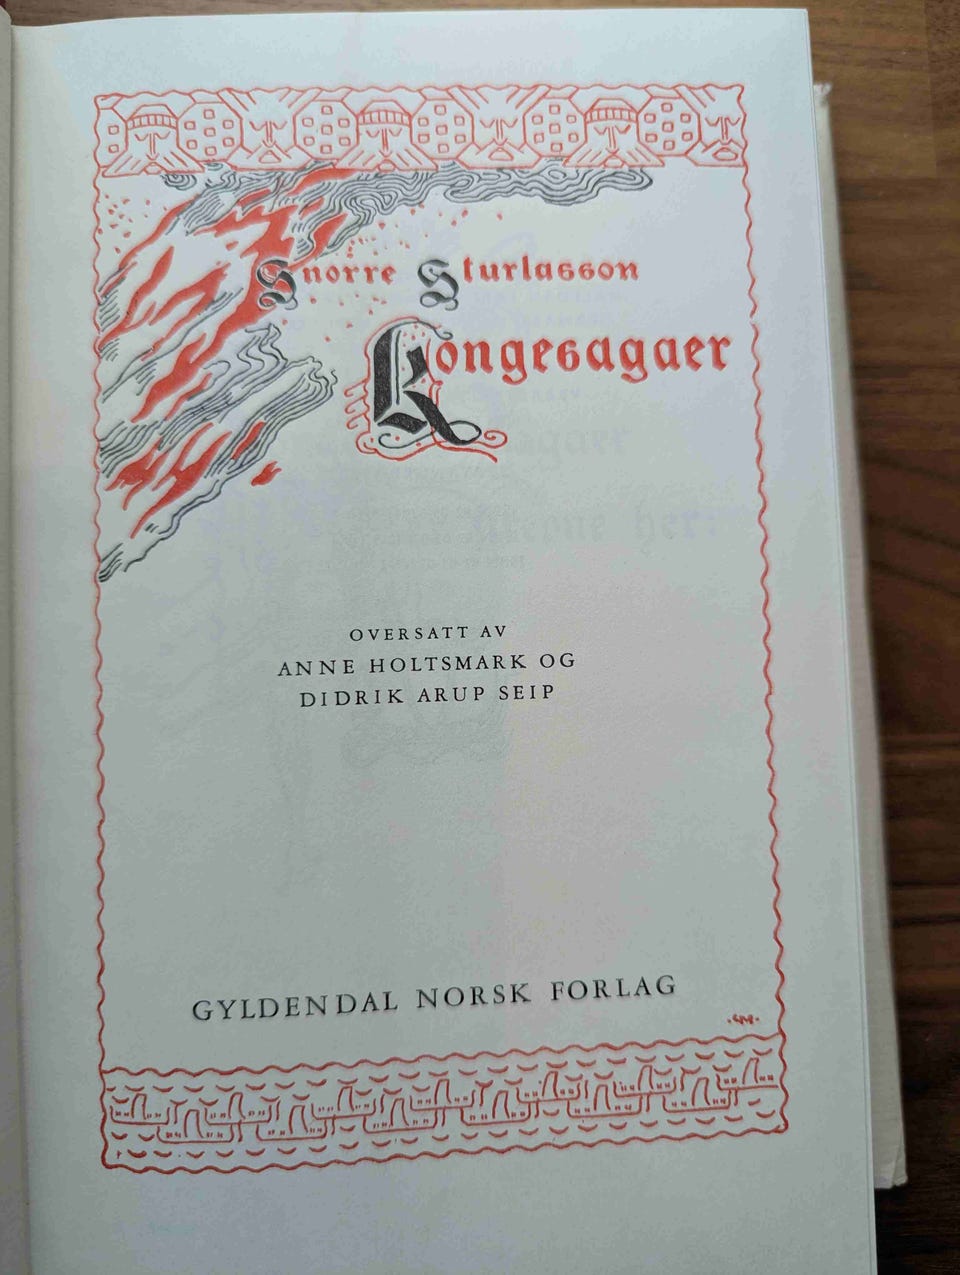 Snorre Sturlasson
Kongesagaer
OVERSATT AV
ANNE HOLTSMARK OG
DIDRIK ARUP SEIP
GYLDENDAL NORSK FORLAG